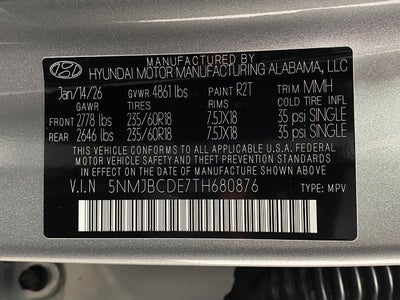 MANUFACTURED BY
HYUNDAI MOTOR MANUFACTURING ALABAMA, LLC
Jan/14/26 GVWR 4861 lbs PAINT R2T TRIM MMH
GAWR TIRES RIMS COLD TIRE INFL
FRONT 2778 lbs 235/60R18 7.5JX18 35 psi SINGLE
REAR 2646 lbs 235/60R18 7.5JX18 35 psi SINGLE
THIS VEHICLE CONFORMS TO ALL APPLICABLE U.S.A. FEDERAL
MOTOR VEHICLE SAFETY, BUMPER, AND THEFT PREVENTION
STANDARDS IN EFFECT ON THE DATE OF MANUFACTURE SHOWN ABOVE.
V.I.N 5NMJBCDE7TH680876 TYPE: MPV